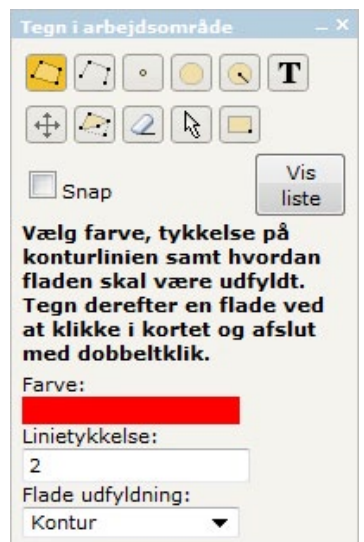 Tegn i arbejdsområde
T
Snap
Vis
liste
Vælg farve, tykkelse på
konturlinien samt hvordan
fladen skal være udfyldt.
Tegn derefter en flade ved
at klikke i kortet og afslut
med dobbeltklik.
Farve:
Linietykkelse:
2
Flade udfyldning:
Kontur